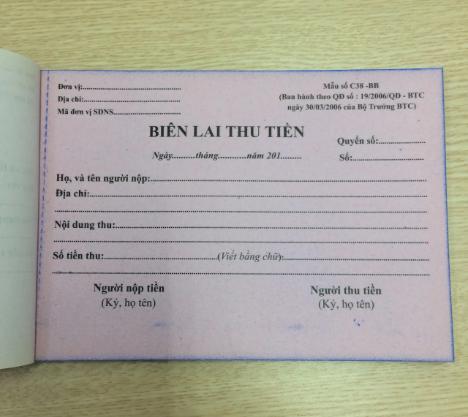 Đơn vị:....................................
Địa chỉ:...................................
Mã đơn vị SDNS......................
Mẫu số C38 -BB
(Ban hành theo QĐ số : 19/2006/QĐ - BTC
ngày 30/03/2006 của Bộ Trưởng BTC)
BIÊN LAI THU TIỀN
Quyển số:........................
Ngày.........tháng...........năm 201.........
Số:........................
Họ, và tên người nộp:........................................................................
Địa chỉ:........................................................................
Nội dung thu:........................................................................
Số tiền thu:........................(Viết bằng chữ):........................
Người nộp tiền
(Ký, họ tên)
Người thu tiền
(Ký, họ tên)